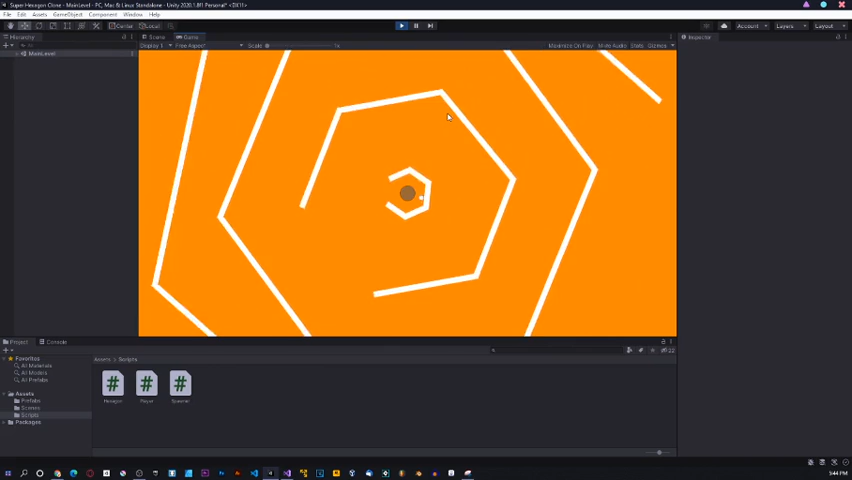 Super Hexagon Clone - MainLevel - PC, Mac & Linux Standalone - Unity 2020.1.8f1 Personal* <DX11>
File Edit Assets GameObject Component Window Help
Center Local Account Layers Layout
Hierarchy Scene Game Inspector
Display 1 Free Aspect Scale 1x Maximize On Play Mute Audio Stats Gizmos
MainLevel
Project Console
Favorites Assets Scripts
All Materials
All Models
All Prefabs
Assets
Prefabs
Scenes
Scripts
Packages
Hexagon Player Spawner
5:44 PM